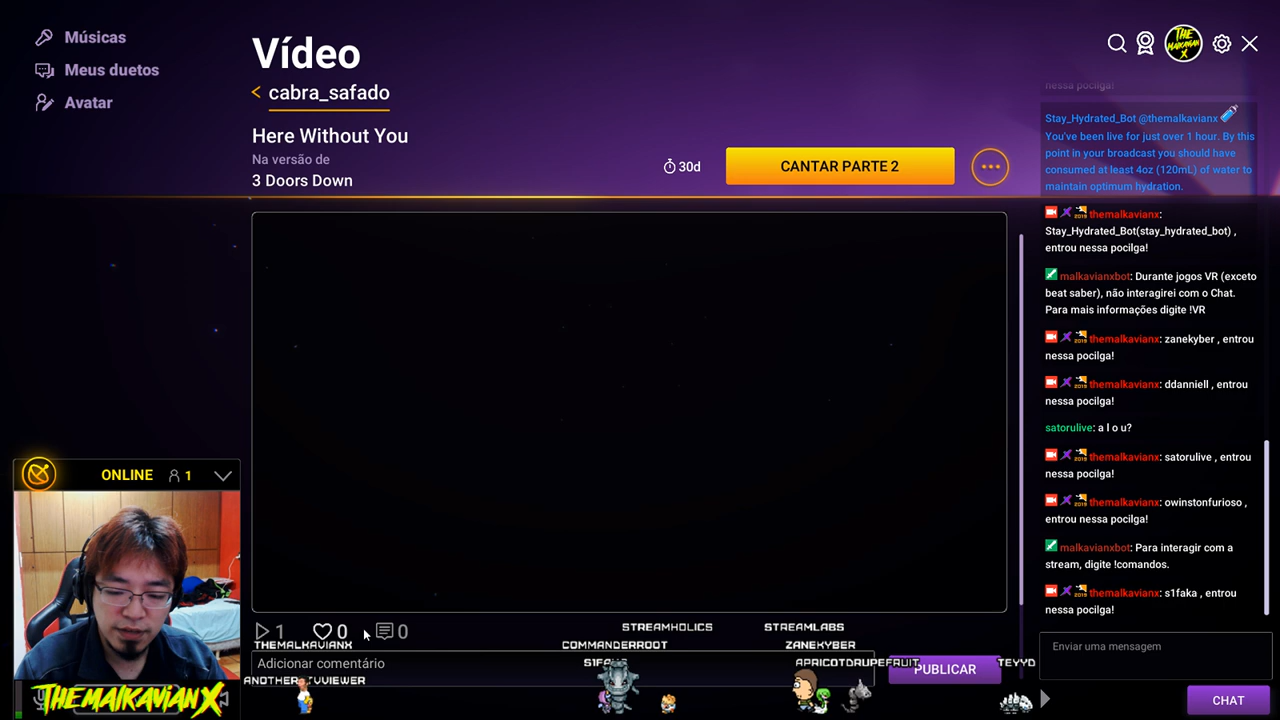 Músicas
Meus duetos
Avatar
Vídeo
< cabra_safado
Here Without You
Na versão de
3 Doors Down
30d
CANTAR PARTE 2
THE MALKAVIAN X
nessa pocilga!
Stay_Hydrated_Bot @themalkavianx
You've been live for just over 1 hour. By this
point in your broadcast you should have
consumed at least 4oz (120mL) of water to
maintain optimum hydration.
themalkavianx:
Stay_Hydrated_Bot(stay_hydrated_bot) ,
entrou nessa pocilga!
malkavianxbot: Durante jogos VR (exceto
beat saber), não interagirei com o Chat.
Para mais informações digite !VR
themalkavianx: zanekyber , entrou
nessa pocilga!
themalkavianx: ddanniell , entrou
nessa pocilga!
satorulive: a l o u?
themalkavianx: satorulive , entrou
nessa pocilga!
themalkavianx: owinstonfurioso ,
entrou nessa pocilga!
malkavianxbot: Para interagir com a
stream, digite !comandos.
themalkavianx: s1faka , entrou
nessa pocilga!
Enviar uma mensagem
CHAT
ONLINE 1
THEMALKAVIANX
1 0 0
STREAMHOLICS STREAMLABS
THEMALKAVIANX COMMANDERROOT ZANEKYBER
Adicionar comentário
APRICOTDRUPEFRUIT
PUBLICAR
TEYYD